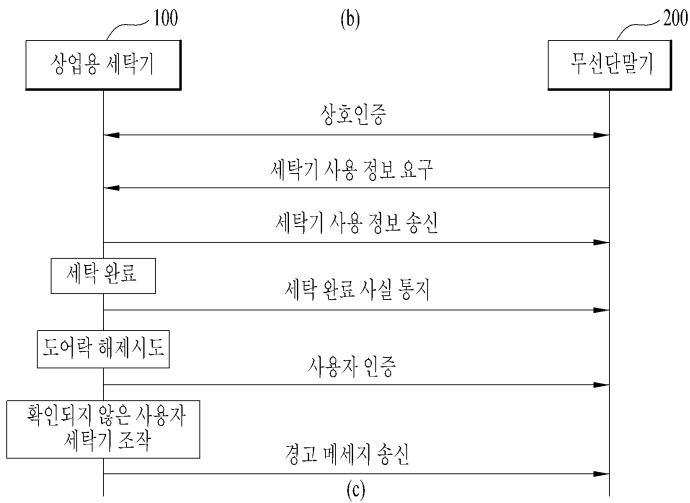 100
(b)
200
상업용 세탁기
무선단말기
상호인증
세탁기 사용 정보 요구
세탁기 사용 정보 송신
세탁 완료
세탁 완료 사실 통지
도어락 해제시도
사용자 인증
확인되지 않은 사용자
세탁기 조작
경고 메세지 송신
(c)